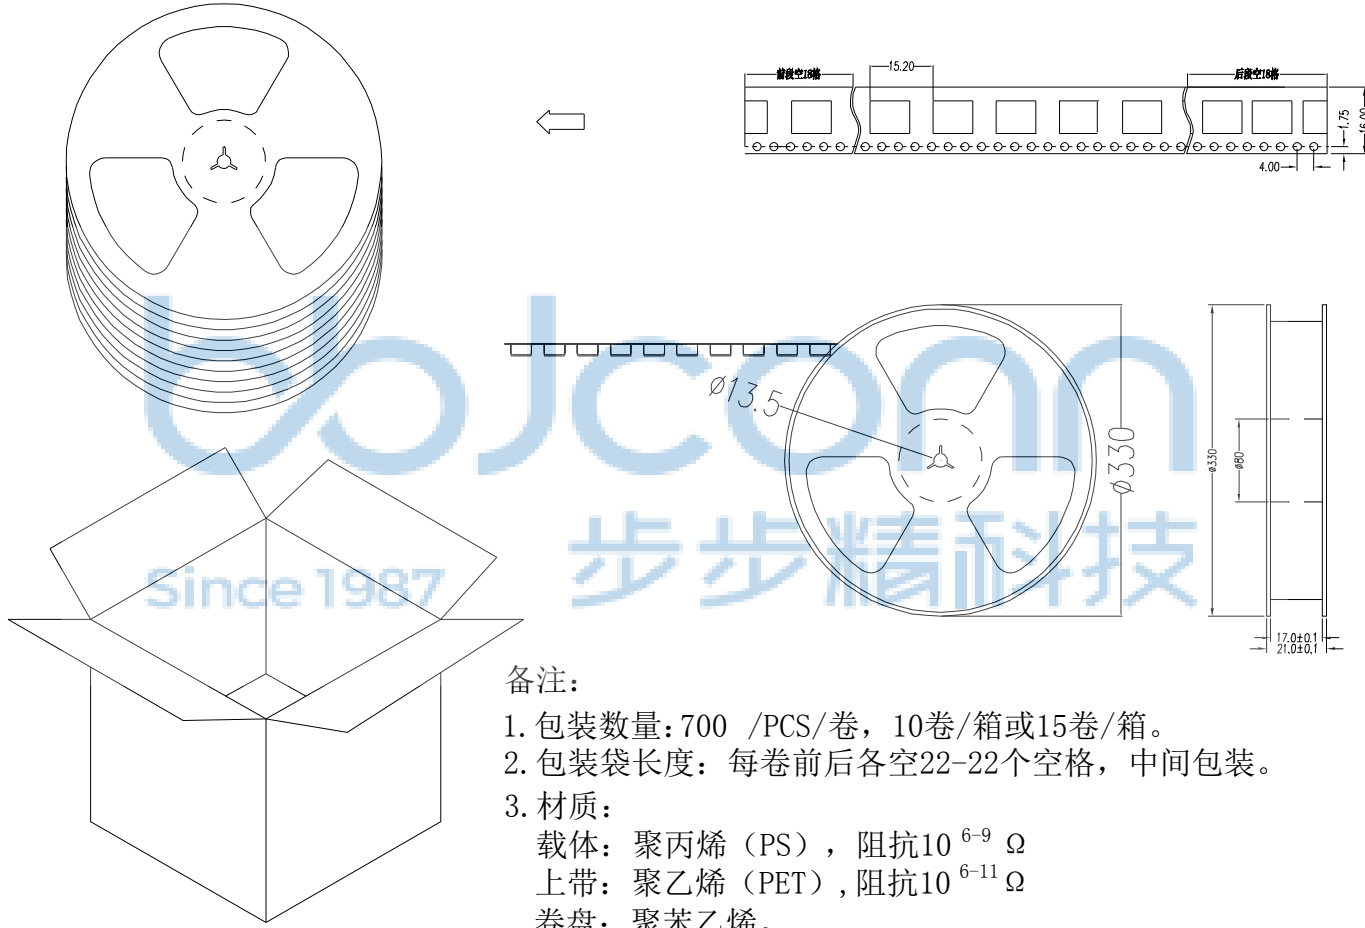 前段空18格
15.20
后段空18格
1.75
16.00
4.00
bbjconn
Since 1987
步步精科技
ø13.5
ø330
ø330
ø80
17.0±0.1
21.0±0.1
备注：
1.包装数量:700 /PCS/卷，10卷/箱或15卷/箱。
2.包装袋长度：每卷前后各空22-22个空格，中间包装。
3.材质：
载体：聚丙烯（PS），阻抗10 6-9 Ω
上带：聚乙烯（PET）,阻抗10 6-11 Ω
卷盘：聚苯乙烯。